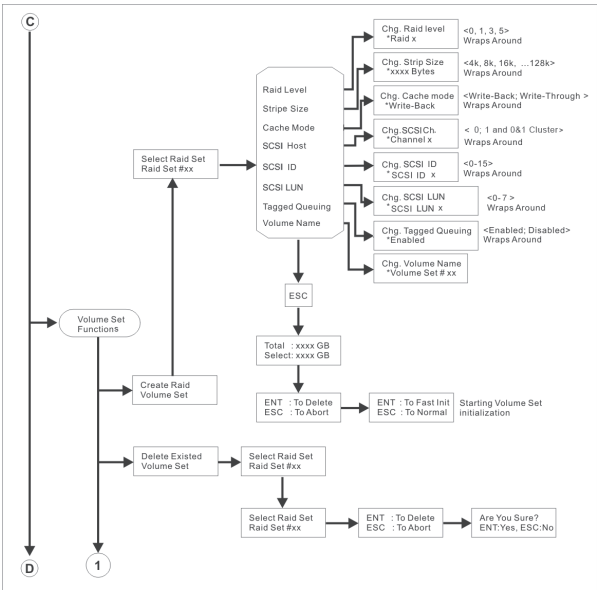 C
Chg. Raid level
*Raid x
<0, 1, 3, 5>
Wraps Around
Chg. Strip Size
*xxxx Bytes
<4k, 8k, 16k, ...128k>
Wraps Around
Raid Level
Stripe Size
Cache Mode
SCSI Host
SCSI ID
SCSI LUN
Tagged Queuing
Volume Name
Chg. Cache mode
*Write-Back
<Write-Back; Write-Through >
Wraps Around
Chg.SCSI Ch.
*Channel x
< 0; 1 and 0&1 Cluster>
Wraps Around
Select Raid Set
Raid Set #xx
Chg. SCSI ID
*SCSI ID x
<0-15>
Wraps Around
Chg. SCSI LUN
*SCSI LUN x
<0-7 >
Wraps Around
Chg. Tagged Queuing
*Enabled
<Enabled; Disabled>
Wraps Around
Chg. Volume Name
*Volume Set # xx
ESC
Volume Set
Functions
Total : xxxx GB
Select: xxxx GB
Create Raid
Volume Set
ENT : To Delete
ESC : To Abort
ENT : To Fast Init
ESC : To Normal
Starting Volume Set
initialization
Delete Existed
Volume Set
Select Raid Set
Raid Set #xx
Select Raid Set
Raid Set #xx
ENT : To Delete
ESC : To Abort
Are You Sure?
ENT:Yes, ESC:No
D
1